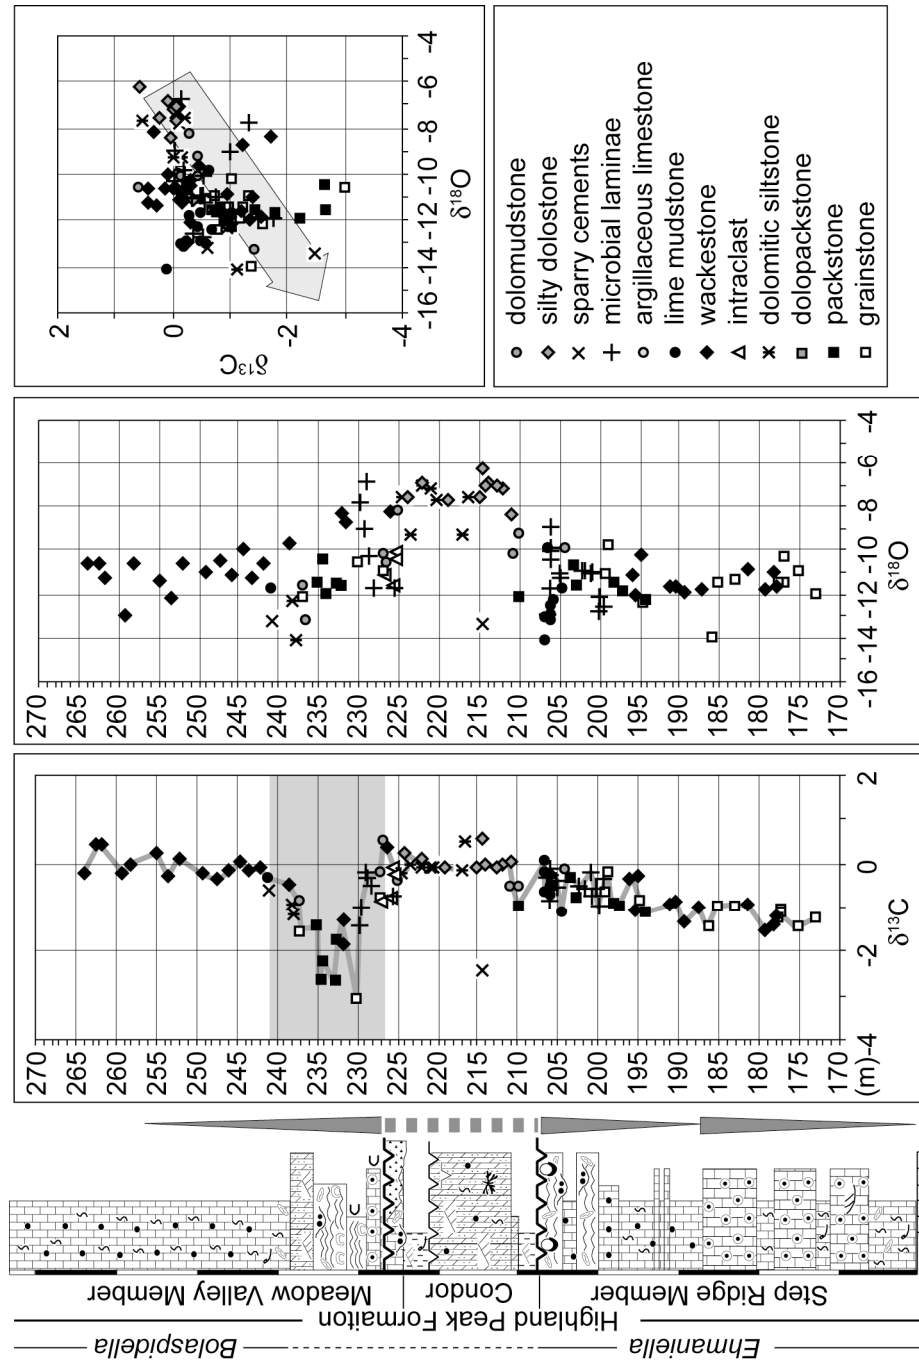 Ehmaniella
Bolaspidella
Highland Peak Formaiton
Step Ridge Member
Condor
Meadow Valley Member
(m)
170
175
180
185
190
195
200
205
210
215
220
225
230
235
240
245
250
255
260
265
270
-4
-2
0
2
δ13C
170
175
180
185
190
195
200
205
210
215
220
225
230
235
240
245
250
255
260
265
270
-16
-14
-12
-10
-8
-6
-4
δ18O
2
0
-2
-4
δ13C
-16
-14
-12
-10
-8
-6
-4
δ18O
dolomudstone
silty dolostone
sparry cements
microbial laminae
argillaceous limestone
lime mudstone
wackestone
intraclast
dolomitic siltstone
dolopackstone
packstone
grainstone